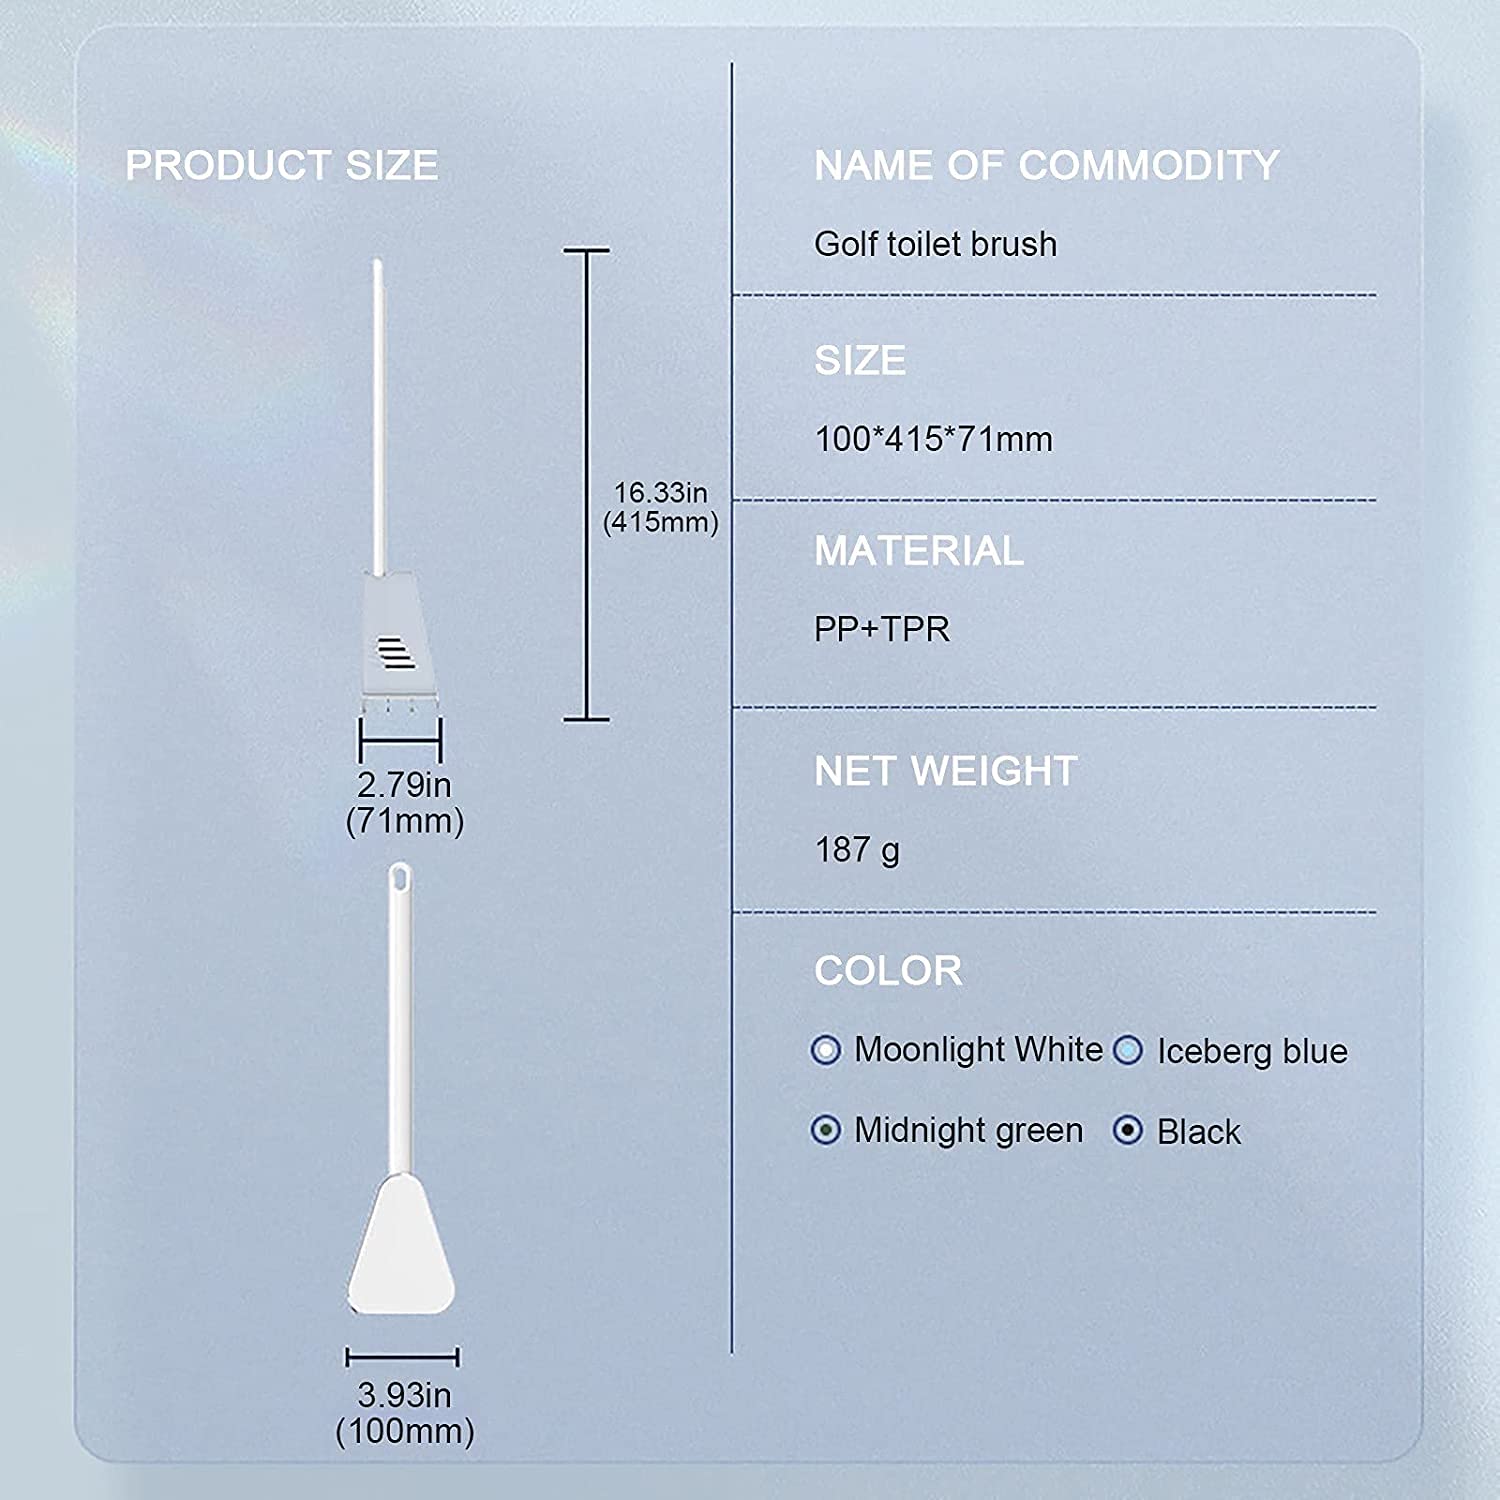 PRODUCT SIZE
16.33in
(415mm)
2.79in
(71mm)
3.93in
(100mm)
NAME OF COMMODITY
Golf toilet brush
SIZE
100*415*71mm
MATERIAL
PP+TPR
NET WEIGHT
187 g
COLOR
Moonlight White Iceberg blue
Midnight green Black